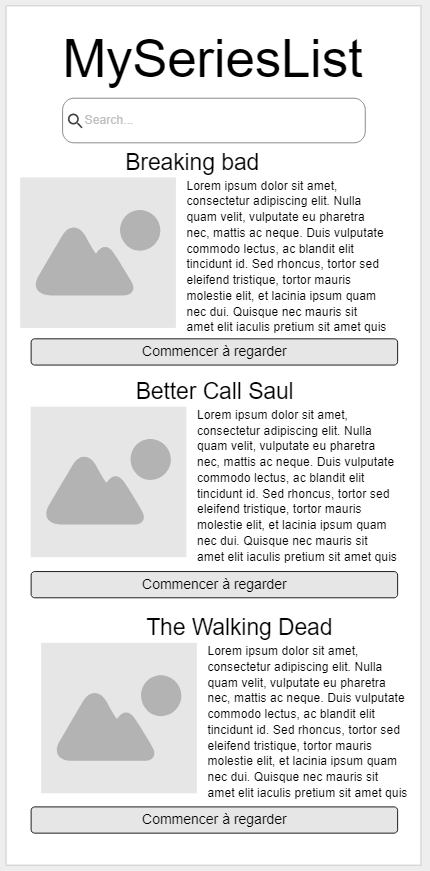 MySeriesList
Search...
Breaking bad
Lorem ipsum dolor sit amet,
consectetur adipiscing elit. Nulla
quam velit, vulputate eu pharetra
nec, mattis ac neque. Duis vulputate
commodo lectus, ac blandit elit
tincidunt id. Sed rhoncus, tortor sed
eleifend tristique, tortor mauris
molestie elit, et lacinia ipsum quam
nec dui. Quisque nec mauris sit
amet elit iaculis pretium sit amet quis
Commencer à regarder
Better Call Saul
Lorem ipsum dolor sit amet,
consectetur adipiscing elit. Nulla
quam velit, vulputate eu pharetra
nec, mattis ac neque. Duis vulputate
commodo lectus, ac blandit elit
tincidunt id. Sed rhoncus, tortor sed
eleifend tristique, tortor mauris
molestie elit, et lacinia ipsum quam
nec dui. Quisque nec mauris sit
amet elit iaculis pretium sit amet quis
Commencer à regarder
The Walking Dead
Lorem ipsum dolor sit amet,
consectetur adipiscing elit. Nulla
quam velit, vulputate eu pharetra
nec, mattis ac neque. Duis vulputate
commodo lectus, ac blandit elit
tincidunt id. Sed rhoncus, tortor sed
eleifend tristique, tortor mauris
molestie elit, et lacinia ipsum quam
nec dui. Quisque nec mauris sit
amet elit iaculis pretium sit amet quis
Commencer à regarder